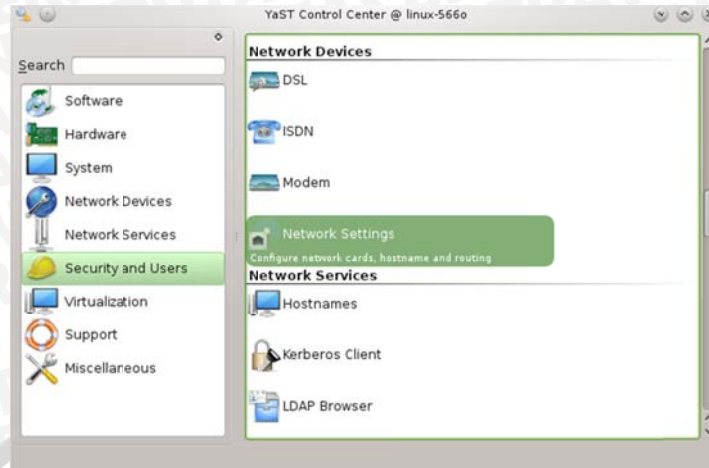 YaST Control Center @ linux-566o
Search
Software
Hardware
System
Network Devices
Network Services
Security and Users
Virtualization
Support
Miscellaneous
Network Devices
DSL
ISDN
Modem
Network Settings
Configure network cards, hostname and routing
Network Services
Hostnames
Kerberos Client
LDAP Browser